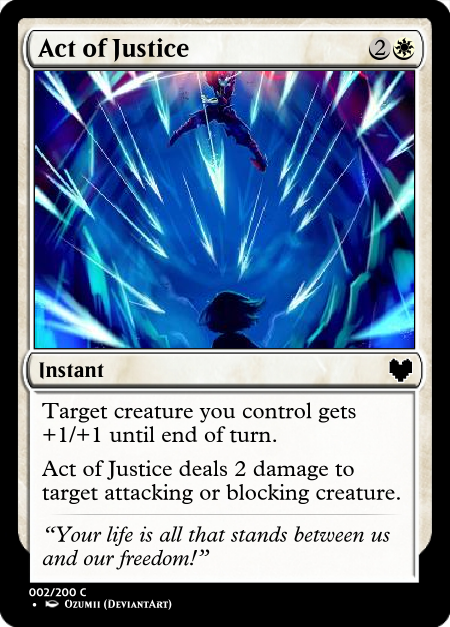 Act of Justice 2
Instant
Target creature you control gets
+1/+1 until end of turn.
Act of Justice deals 2 damage to
target attacking or blocking creature.
“Your life is all that stands between us
and our freedom!”
002/200 C
• Ozumii (DeviantArt)